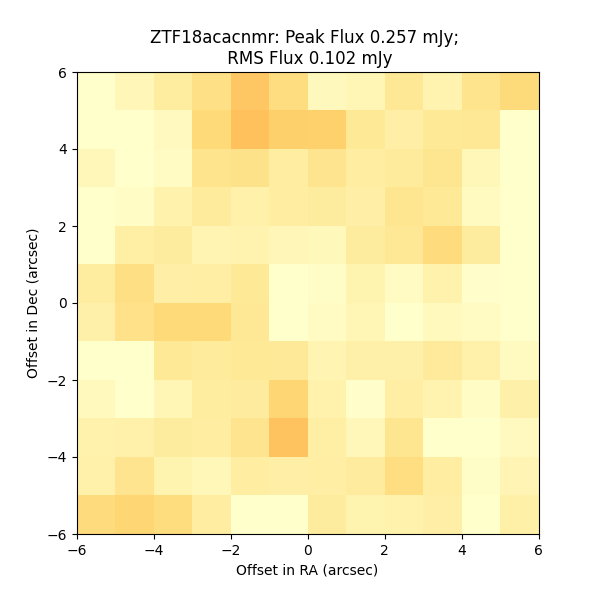 ZTF18acacnmr: Peak Flux 0.257 mJy;
RMS Flux 0.102 mJy
6
4
2
0
−2
−4
−6
Offset in Dec (arcsec)
−6 −4 −2 0 2 4 6
Offset in RA (arcsec)